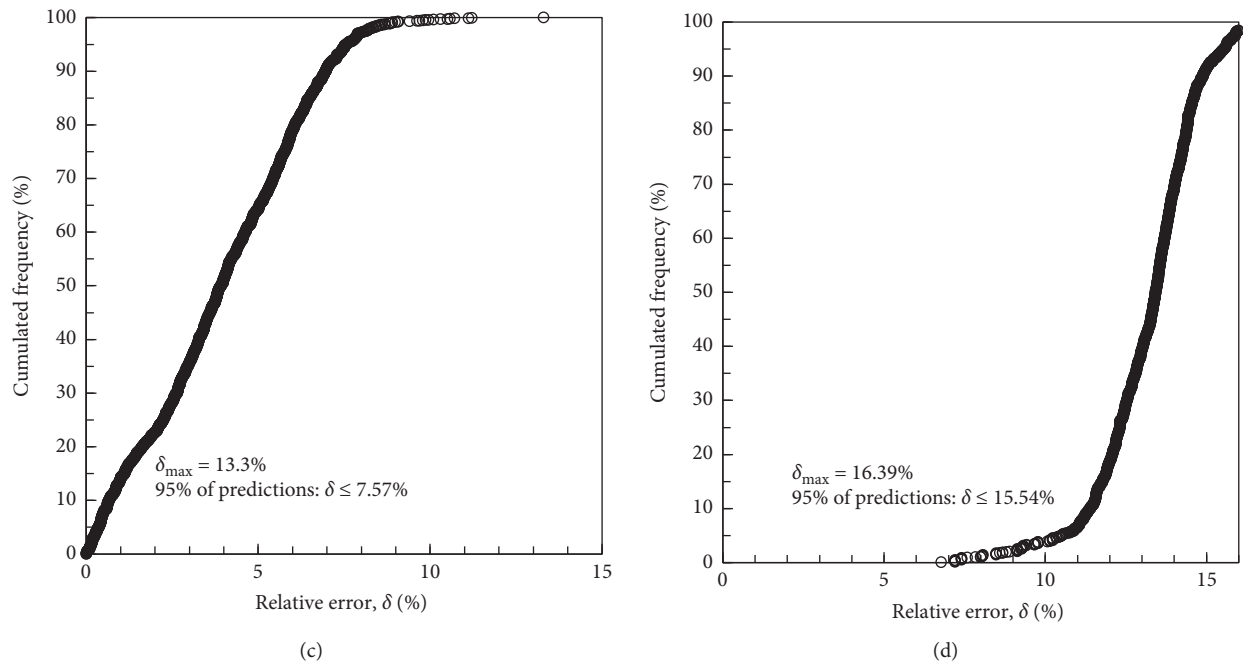 100
90
80
70
60
50
40
30
20
10
0
Cumulated frequency (%)
δmax = 13.3%
95% of predictions: δ ≤ 7.57%
0 5 10 15
Relative error, δ (%)
(c)
100
90
80
70
60
50
40
30
20
10
0
Cumulated frequency (%)
δmax = 16.39%
95% of predictions: δ ≤ 15.54%
0 5 10 15
Relative error, δ (%)
(d)